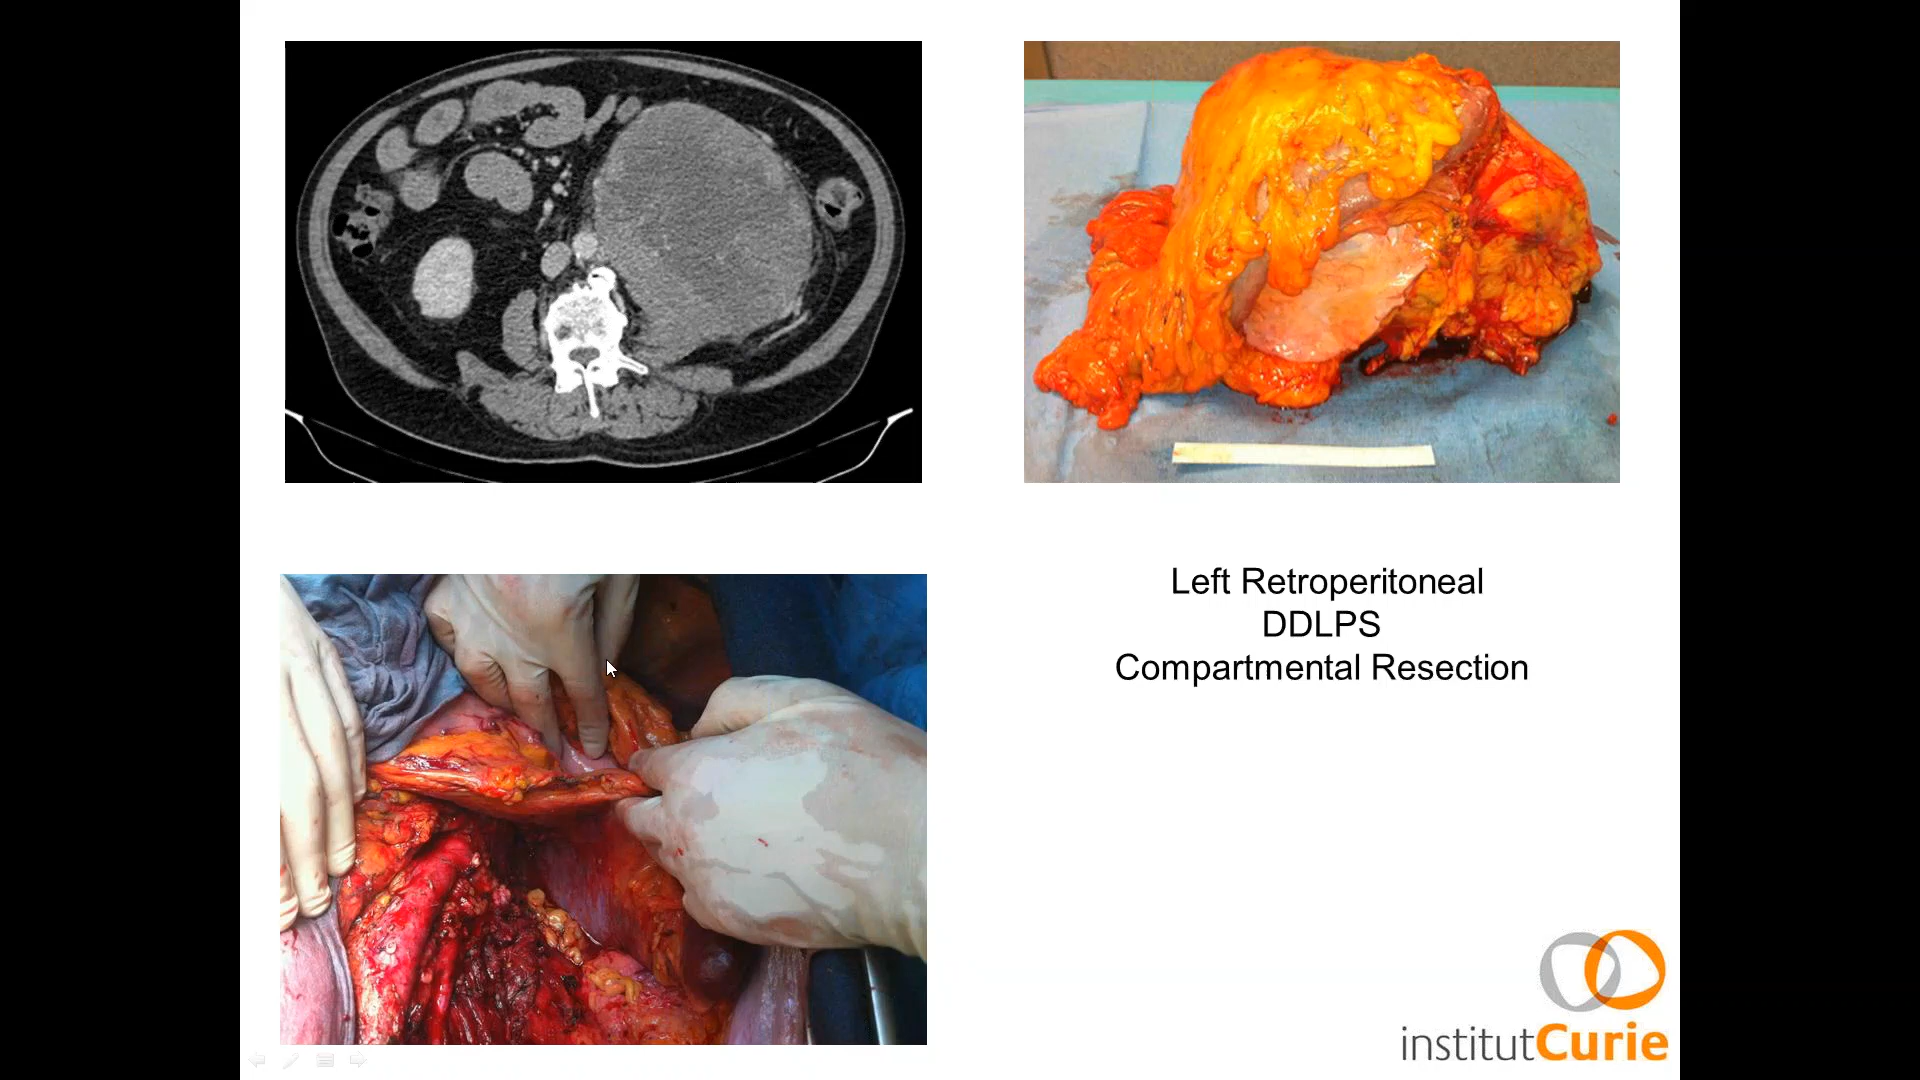 Left Retroperitoneal
DDLPS
Compartmental Resection
institutCurie